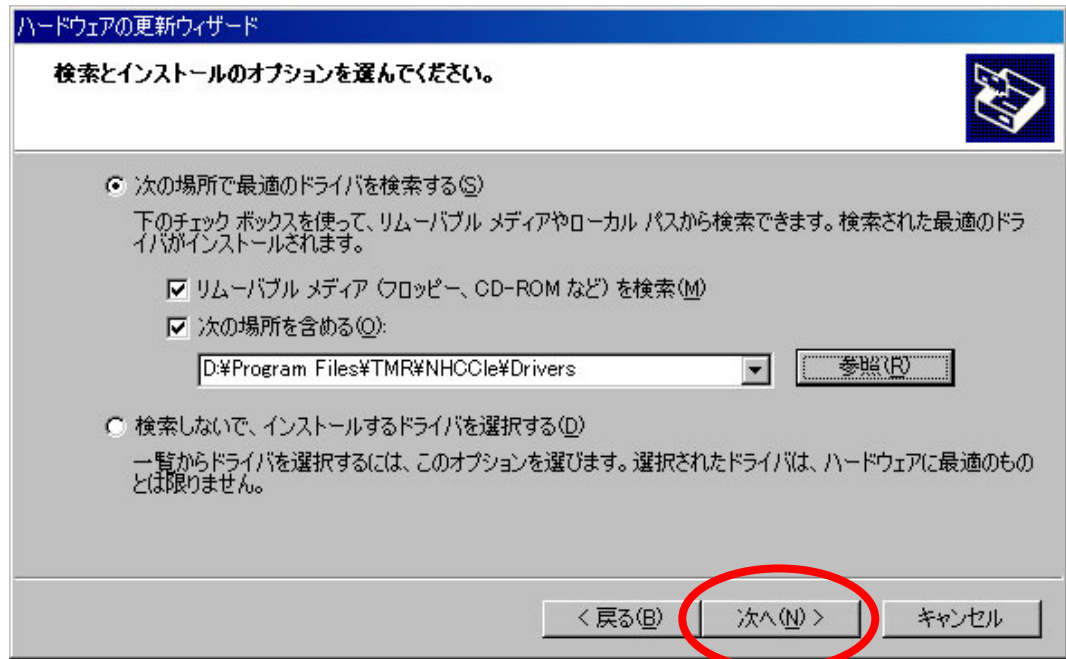 ハードウェアの更新ウィザード
検索とインストールのオプションを選んでください。
次の場所で最適のドライバを検索する(S)
下のチェック ボックスを使って、リムーバブル メディアやローカル パスから検索できます。検索された最適のドラ
イバがインストールされます。
リムーバブル メディア (フロッピー、CD-ROM など) を検索(M)
次の場所を含める(O):
D:¥Program Files¥TMR¥NHCCle¥Drivers
参照(R)
検索しないで、インストールするドライバを選択する(D)
一覧からドライバを選択するには、このオプションを選びます。選択されたドライバは、ハードウェアに最適のもの
とは限りません。
< 戻る(B)
次へ(N) >
キャンセル